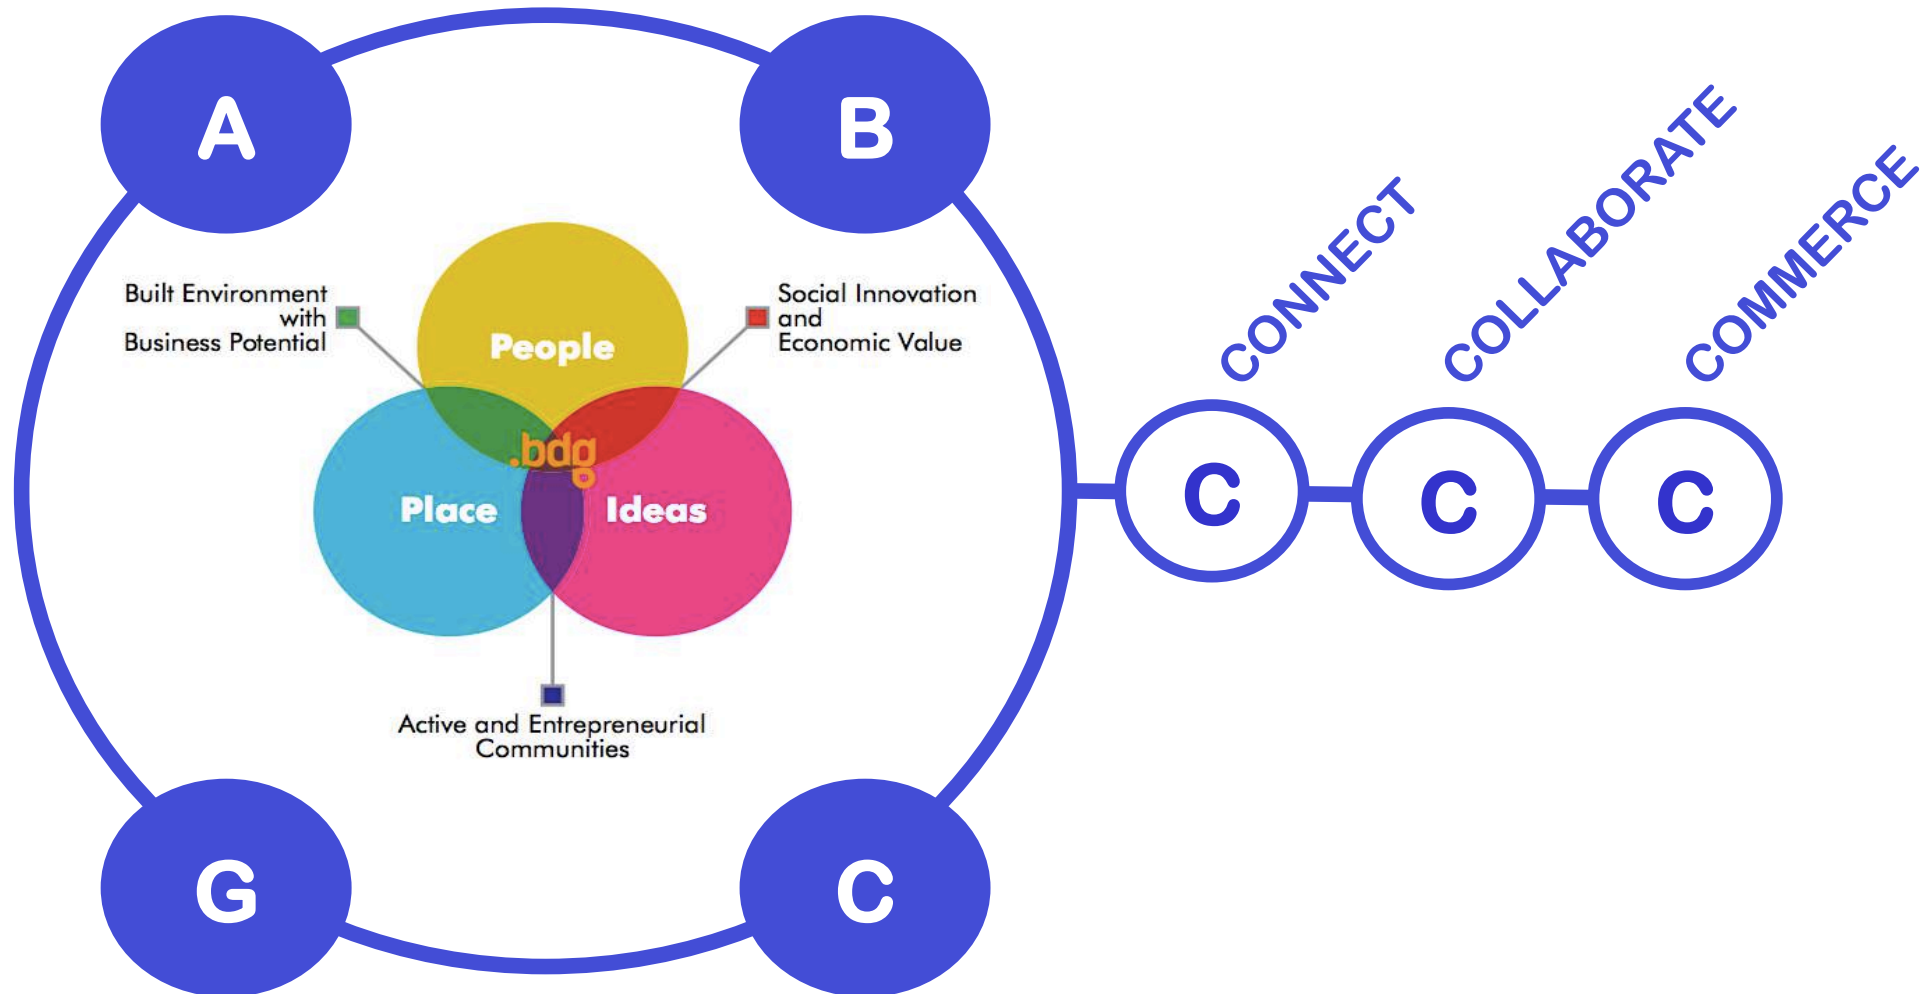 A
B
Built Environment
with
Business Potential
Social Innovation
and
Economic Value
People
.bdg
Place
Ideas
Active and Entrepreneurial
Communities
G
C
CONNECT
COLLABORATE
COMMERCE
C
C
C